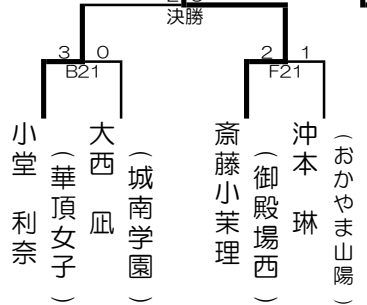 決勝
3 0
B21
2 1
F21
小堂 利奈
（華頂女子）
大西 凪
（城南学園）
斎藤小茉理
（御殿場西）
沖本 琳
（おかやま山陽）